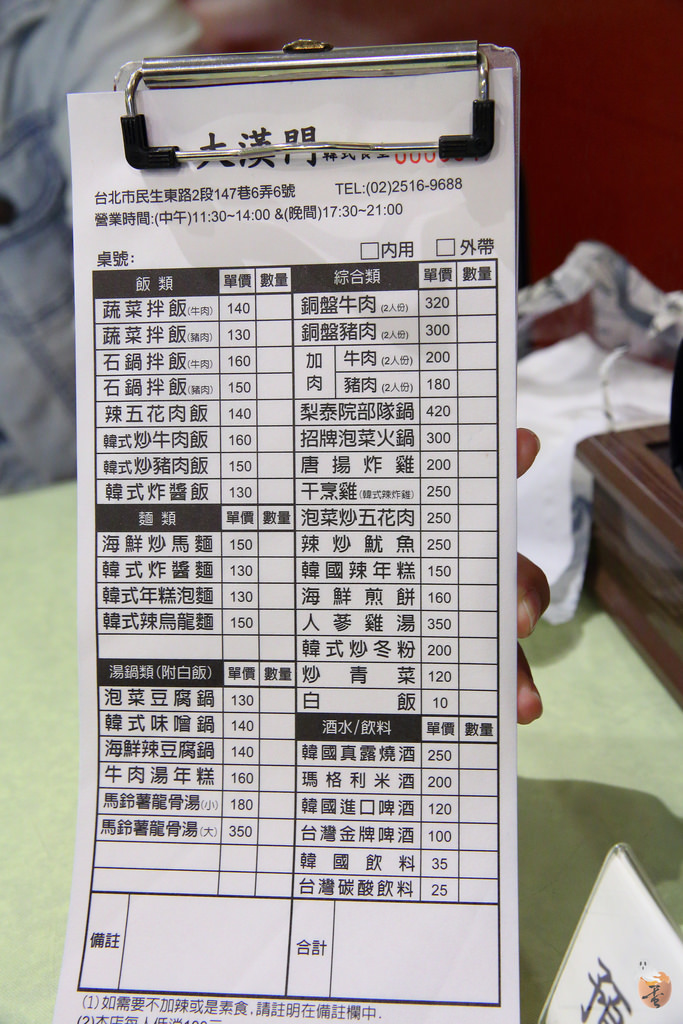 大漢門韓式食堂
台北市民生東路2段147巷6弄6號 TEL:(02)2516-9688
營業時間:(中午)11:30~14:00 &(晚間)17:30~21:00
桌號: □內用 □外帶
飯類 單價 數量
蔬菜拌飯(牛肉) 140
蔬菜拌飯(豬肉) 130
石鍋拌飯(牛肉) 160
石鍋拌飯(豬肉) 150
辣五花肉飯 140
韓式炒牛肉飯 160
韓式炒豬肉飯 150
韓式炸醬飯 130
麵類 單價 數量
海鮮炒馬麵 150
韓式炸醬麵 130
韓式年糕泡麵 130
韓式辣烏龍麵 150
湯鍋類(附白飯) 單價 數量
泡菜豆腐鍋 130
韓式味噌鍋 140
海鮮辣豆腐鍋 140
牛肉湯年糕 160
馬鈴薯龍骨湯(小) 180
馬鈴薯龍骨湯(大) 350
綜合類 單價 數量
銅盤牛肉(2人份) 320
銅盤豬肉(2人份) 300
加肉 牛肉(2人份) 200
豬肉(2人份) 180
梨泰院部隊鍋 420
招牌泡菜火鍋 300
唐揚炸雞 200
干烹雞(韓式辣炸雞) 250
泡菜炒五花肉 250
辣炒魷魚 250
韓國辣年糕 150
海鮮煎餅 160
人蔘雞湯 350
韓式炒冬粉 200
炒青菜 120
白飯 10
酒水/飲料 單價 數量
韓國真露燒酒 250
瑪格利米酒 200
韓國進口啤酒 120
台灣金牌啤酒 100
韓國飲料 35
台灣碳酸飲料 25
備註
合計
(1)如需要不加辣或是素食,請註明在備註欄中.
(2)本店每人低消100元